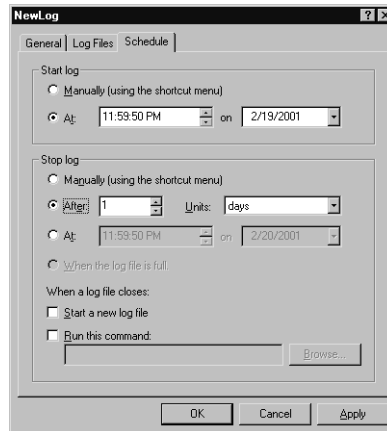 NewLog
General Log Files Schedule
Start log
Manually (using the shortcut menu)
At: 11:59:50 PM on 2/19/2001
Stop log
Manually (using the shortcut menu)
After: 1 Units: days
At: 11:59:50 PM on 2/20/2001
When the log file is full.
When a log file closes:
Start a new log file
Run this command:
Browse...
OK Cancel Apply